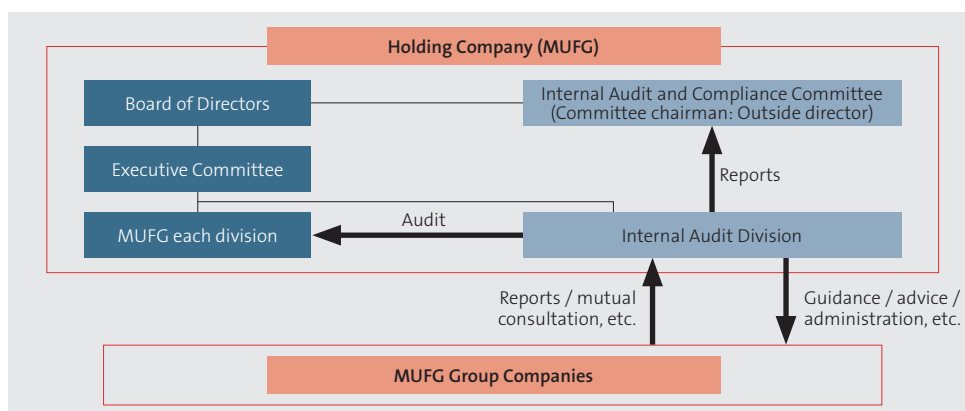 Holding Company (MUFG)
Board of Directors
Internal Audit and Compliance Committee
(Committee chairman: Outside director)
Executive Committee
Reports
MUFG each division
Audit
Internal Audit Division
Reports / mutual
consultation, etc.
Guidance / advice /
administration, etc.
MUFG Group Companies